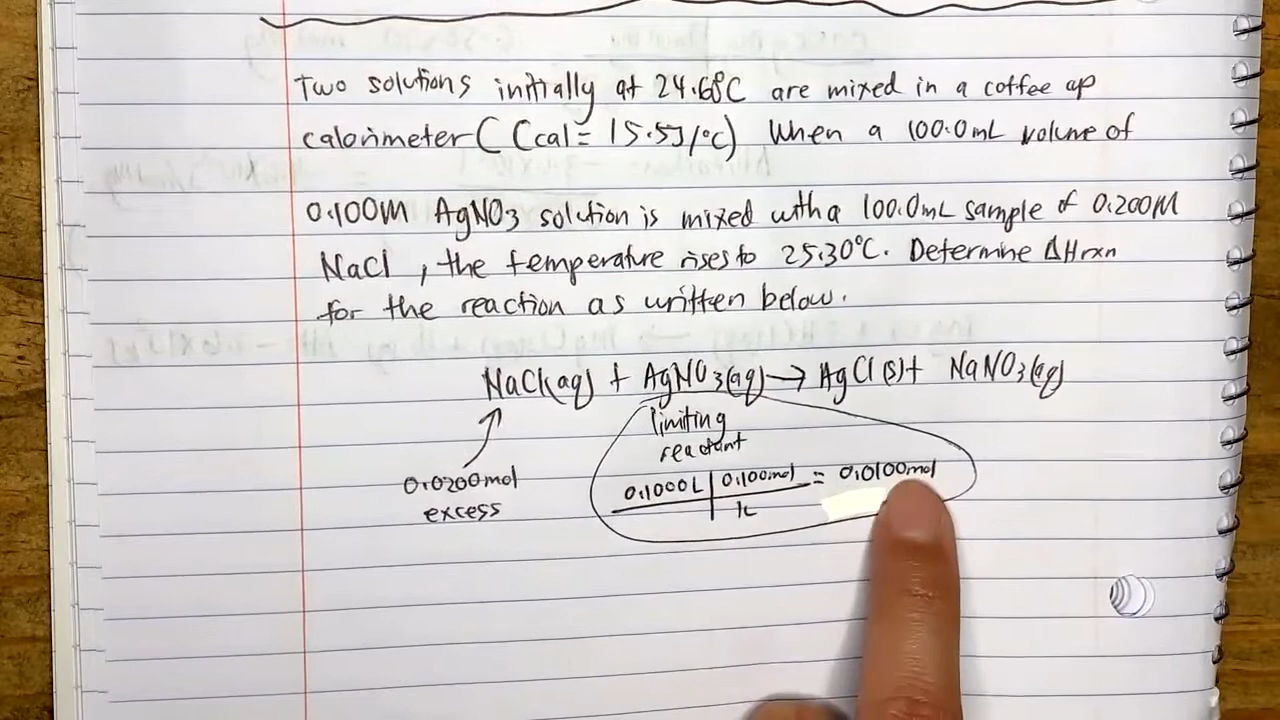 Two solutions initially at 24.68°C are mixed in a coffee cup
calorimeter (Ccal = 15.5J/°C) When a 100.0mL volume of
0.100M AgNO3 solution is mixed with a 100.0mL sample of 0.200M
NaCl, the temperature rises to 25.30°C. Determine ΔHrxn
for the reaction as written below.
NaCl(aq) + AgNO3(aq) → AgCl(s) + NaNO3(aq)
limiting
reactant
0.0200mol
excess
0.1000L | 0.100mol = 0.0100mol
1L